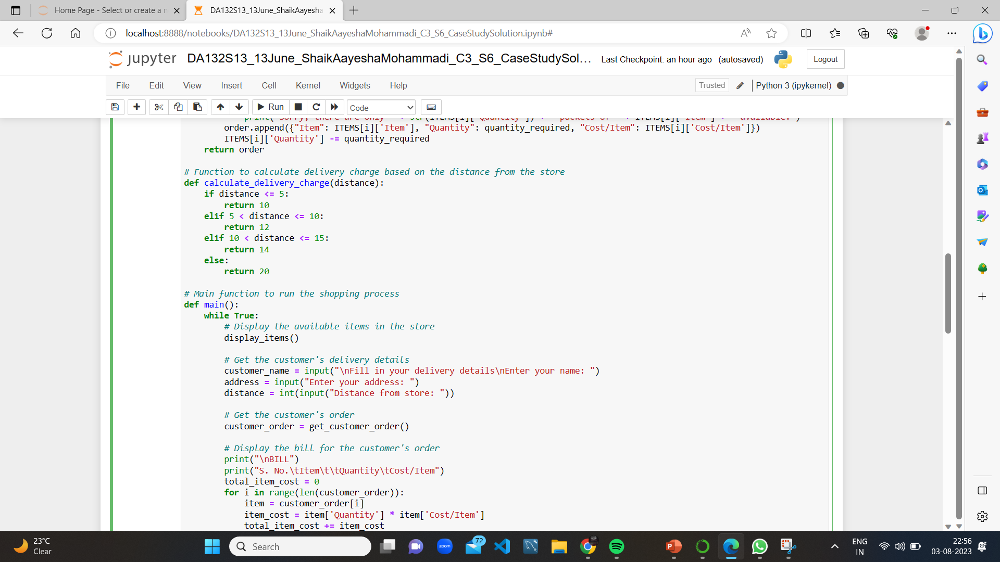 Home Page - Select or create a n
DA132S13_13June_ShaikAayesha
localhost:8888/notebooks/DA132S13_13June_ShaikAayeshaMohammadi_C3_S6_CaseStudySolution.ipynb#
jupyter DA132S13_13June_ShaikAayeshaMohammadi_C3_S6_CaseStudySol... Last Checkpoint: an hour ago (autosaved) Logout
File Edit View Insert Cell Kernel Widgets Help Trusted Python 3 (ipykernel)
Run Code
print("Sorry, there are only " + str(ITEMS[i]['Quantity']) + " packets of " + ITEMS[i]['Item'] + " available.")
order.append({"Item": ITEMS[i]['Item'], "Quantity": quantity_required, "Cost/Item": ITEMS[i]['Cost/Item']})
ITEMS[i]['Quantity'] -= quantity_required
return order
# Function to calculate delivery charge based on the distance from the store
def calculate_delivery_charge(distance):
if distance <= 5:
return 10
elif 5 < distance <= 10:
return 12
elif 10 < distance <= 15:
return 14
else:
return 20
# Main function to run the shopping process
def main():
while True:
# Display the available items in the store
display_items()
# Get the customer's delivery details
customer_name = input("\nFill in your delivery details\nEnter your name: ")
address = input("Enter your address: ")
distance = int(input("Distance from store: "))
# Get the customer's order
customer_order = get_customer_order()
# Display the bill for the customer's order
print("\nBILL")
print("S. No.\tItem\t\tQuantity\tCost/Item")
total_item_cost = 0
for i in range(len(customer_order)):
item = customer_order[i]
item_cost = item['Quantity'] * item['Cost/Item']
total_item_cost += item_cost
23°C
Clear
Search
zoom
72
ENG
IN
22:56
03-08-2023